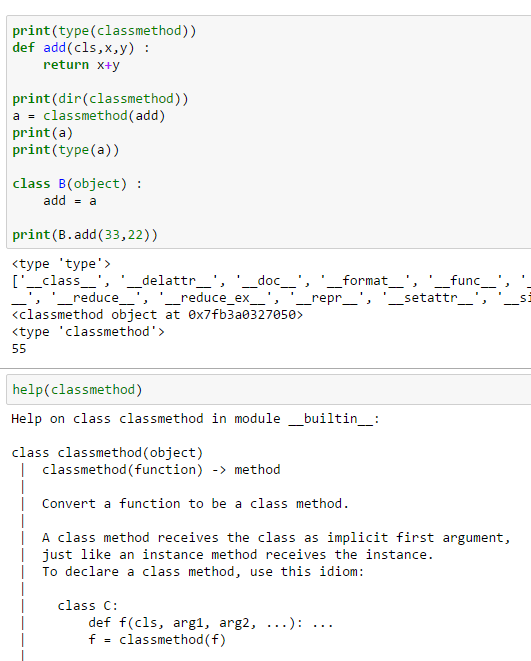 print(type(classmethod))
def add(cls,x,y) :
    return x+y
print(dir(classmethod))
a = classmethod(add)
print(a)
print(type(a))
class B(object) :
    add = a
print(B.add(33,22))
<type 'type'>
['__class__', '__delattr__', '__doc__', '__format__', '__func__', '_
__', '__reduce__', '__reduce_ex__', '__repr__', '__setattr__', '__si
<classmethod object at 0x7fb3a0327050>
<type 'classmethod'>
55
help(classmethod)
Help on class classmethod in module __builtin__:
class classmethod(object)
 |  classmethod(function) -> method
 |
 |  Convert a function to be a class method.
 |
 |  A class method receives the class as implicit first argument,
 |  just like an instance method receives the instance.
 |  To declare a class method, use this idiom:
 |
 |    class C:
 |        def f(cls, arg1, arg2, ...): ...
 |        f = classmethod(f)
 |